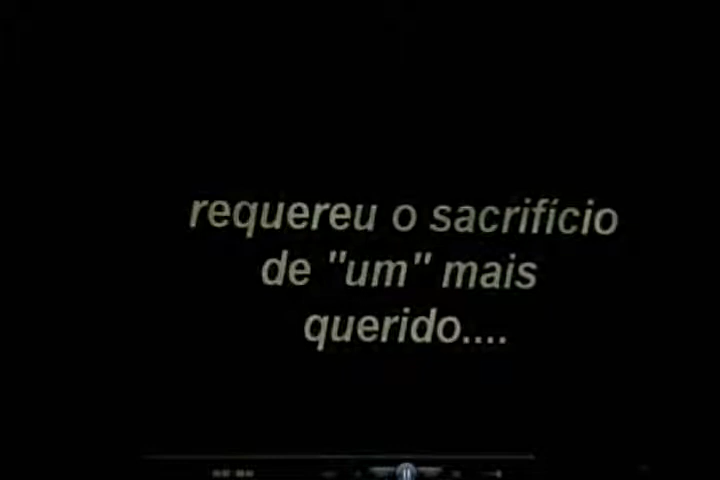 requereu o sacrifício
de "um" mais
querido....